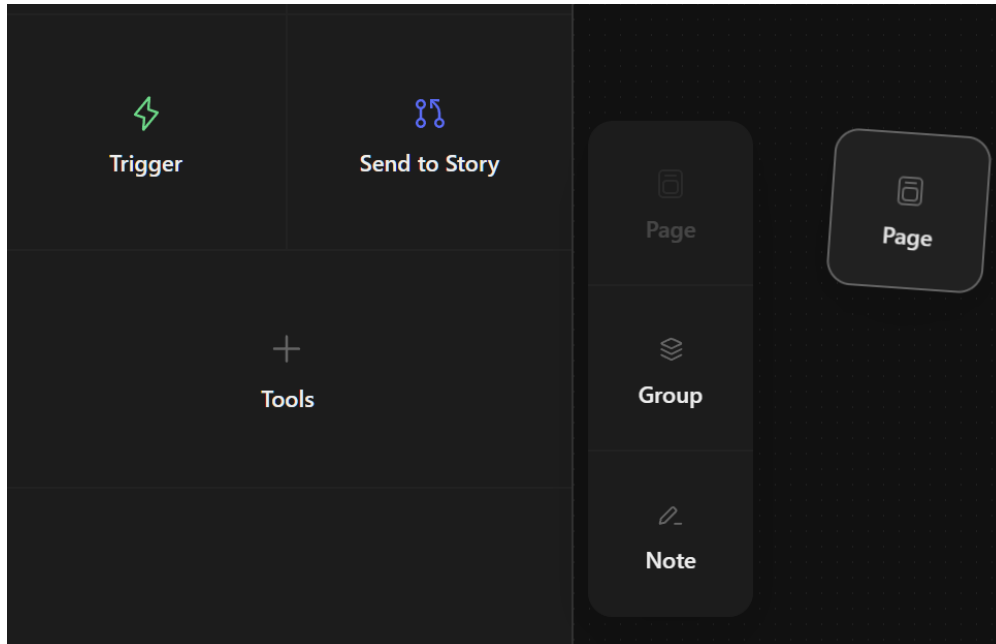 Trigger
Send to Story
Tools
Page
Group
Note
Page